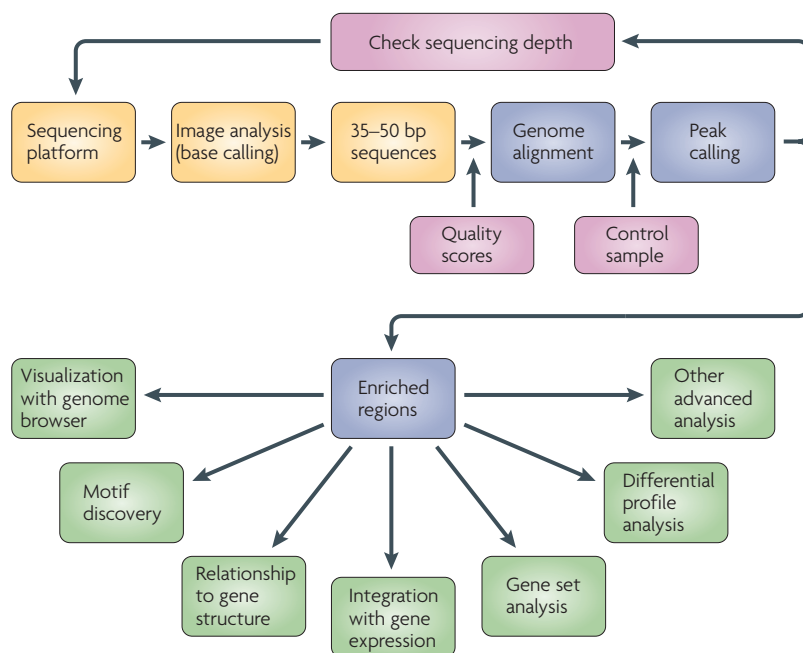 Check sequencing depth
Sequencing
platform
Image analysis
(base calling)
35–50 bp
sequences
Genome
alignment
Peak
calling
Quality
scores
Control
sample
Visualization
with genome
browser
Enriched
regions
Other
advanced
analysis
Motif
discovery
Differential
profile
analysis
Relationship
to gene
structure
Integration
with gene
expression
Gene set
analysis